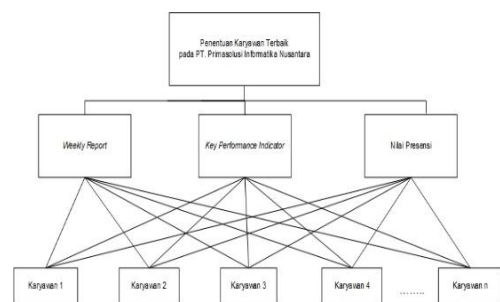 Penentuan Karyawan Terbaik
pada PT. Primasolusi Informatika Nusantara
Weekly Report
Key Performance Indicator
Nilai Presensi
Karyawan 1
Karyawan 2
Karyawan 3
Karyawan 4
........
Karyawan n